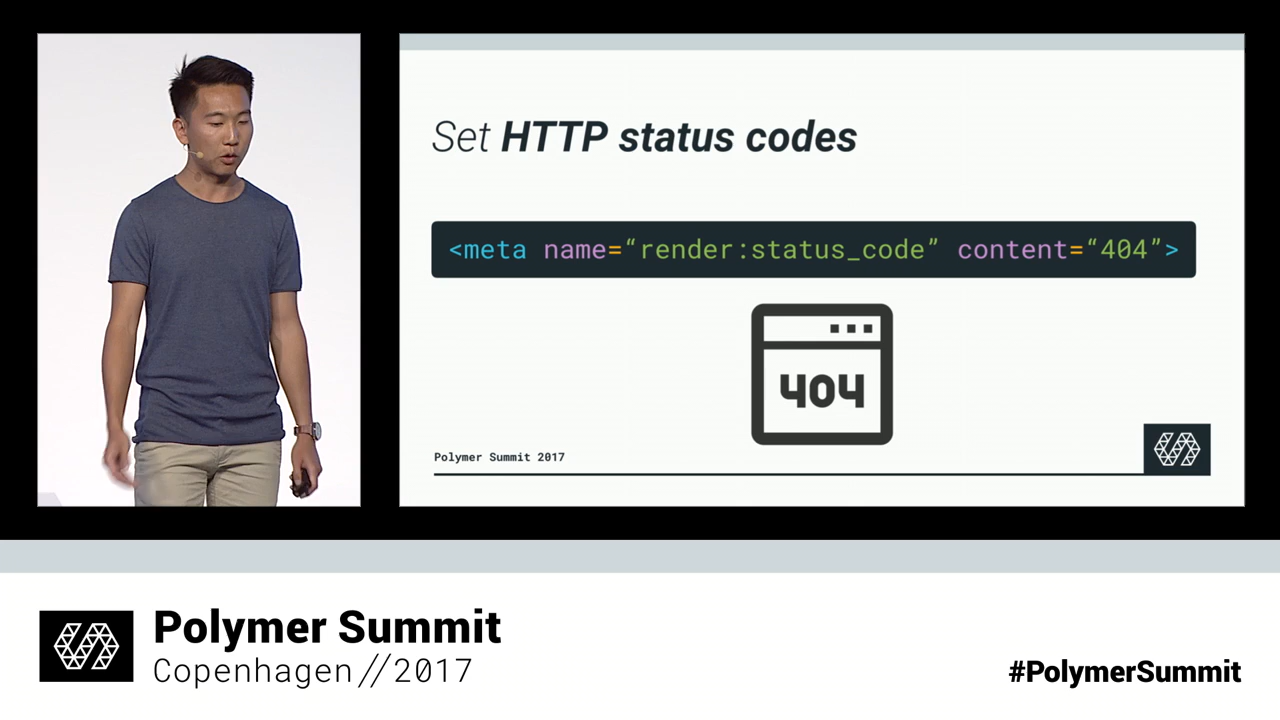 Set HTTP status codes
<meta name=“render:status_code” content=“404”>
404
Polymer Summit 2017
Polymer Summit
Copenhagen//2017
#PolymerSummit